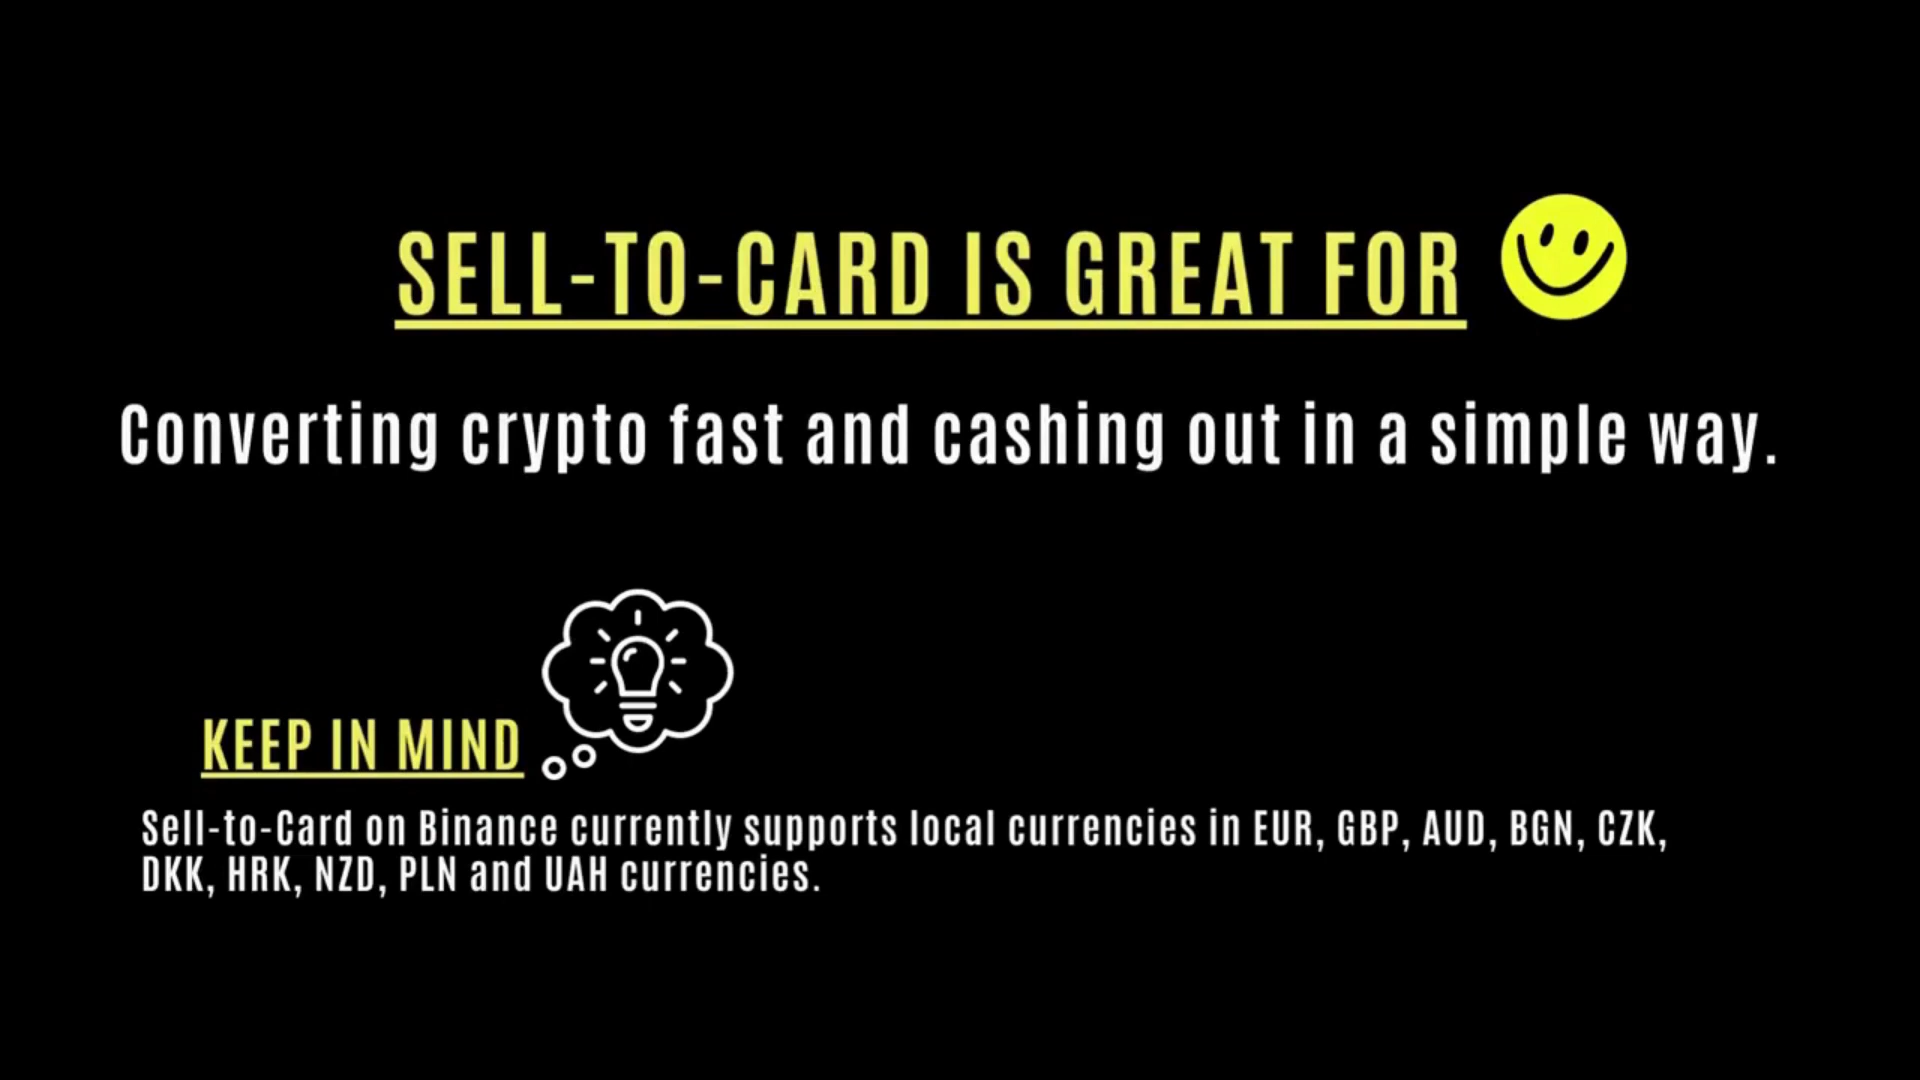 SELL-TO-CARD IS GREAT FOR
Converting crypto fast and cashing out in a simple way.
KEEP IN MIND
Sell-to-Card on Binance currently supports local currencies in EUR, GBP, AUD, BGN, CZK,
DKK, HRK, NZD, PLN and UAH currencies.